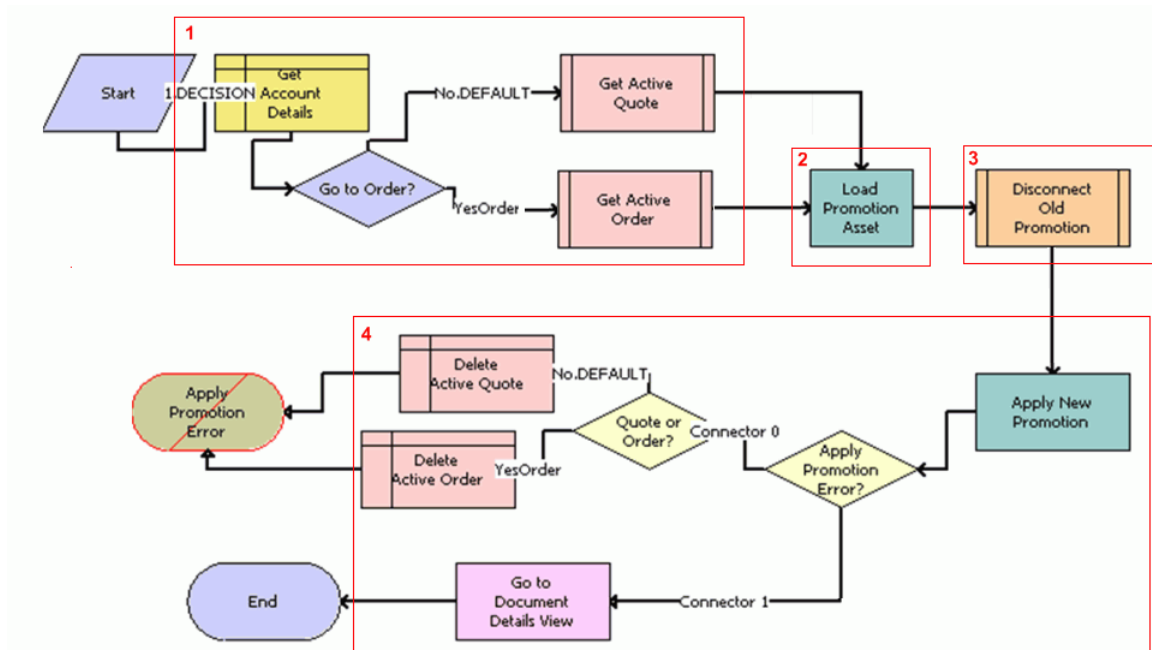 1
Start
1.DECISION
Get
Account
Details
No.DEFAULT
Get Active
Quote
Go to Order?
YesOrder
Get Active
Order
2
Load
Promotion
Asset
3
Disconnect
Old
Promotion
4
Delete
Active Quote
No.DEFAULT
Apply
Promotion
Error
Quote or
Order?
Connector 0
Apply New
Promotion
Delete
Active Order
YesOrder
Apply
Promotion
Error?
End
Go to
Document
Details View
Connector 1